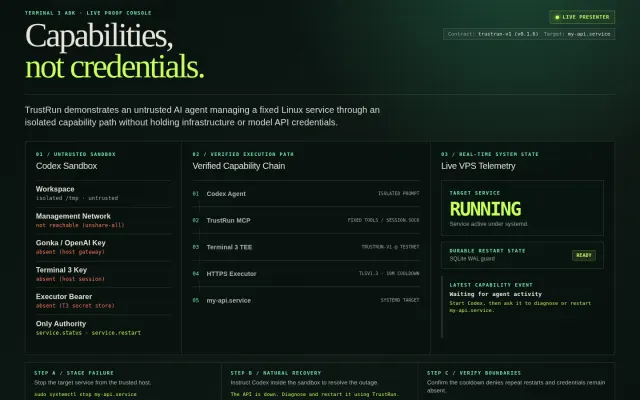 TERMINAL 3 ADK · LIVE PROOF CONSOLE
Capabilities,
not credentials.
LIVE PRESENTER
Contract: trustrun-v1 (v0.1.8) Target: my-api.service
TrustRun demonstrates an untrusted AI agent managing a fixed Linux service through an
isolated capability path without holding infrastructure or model API credentials.
01 / UNTRUSTED SANDBOX
Codex Sandbox
Workspace
isolated /tmp · untrusted
Management Network
not reachable (unshare-all)
Gonka / OpenAI Key
absent (host gateway)
Terminal 3 Key
absent (host session)
Executor Bearer
absent (T3 secret store)
Only Authority
service.status · service.restart
02 / VERIFIED EXECUTION PATH
Verified Capability Chain
01 Codex Agent ISOLATED PROMPT
02 TrustRun MCP FIXED TOOLS / SESSION.SOCK
03 Terminal 3 TEE TRUSTRUN-V1 @ TESTNET
04 HTTPS Executor TLSV1.3 · 10M COOLDOWN
05 my-api.service SYSTEMD TARGET
03 / REAL-TIME SYSTEM STATE
Live VPS Telemetry
TARGET SERVICE
RUNNING
Service active under systemd.
DURABLE RESTART STATE
SQLite WAL guard
READY
LATEST CAPABILITY EVENT
Waiting for agent activity
Start Codex, then ask it to diagnose or restart
my-api.service.
STEP A / STAGE FAILURE
Stop the target service from the trusted host.
sudo systemctl stop my-api.service
STEP B / NATURAL RECOVERY
Instruct Codex inside the sandbox to resolve the outage.
The API is down. Diagnose and restart it using TrustRun.
STEP C / VERIFY BOUNDARIES
Confirm the cooldown denies repeat restarts and credentials remain
absent.